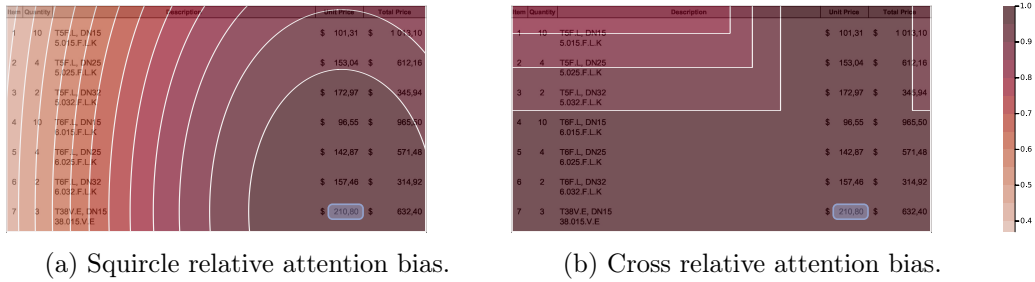 Item Quantity Description Unit Price Total Price
1 10 T5F.L, DN15 $ 101,31 $ 1 013,10
5.015.F.L.K
2 4 T5F.L, DN25 $ 153,04 $ 612,16
5.025.F.L.K
3 2 T5F.L, DN32 $ 172,97 $ 345,94
5.032.F.L.K
4 10 T6F.L, DN15 $ 96,55 $ 965,50
6.015.F.L.K
5 4 T6F.L, DN25 $ 142,87 $ 571,48
6.025.F.L.K
6 2 T6F.L, DN32 $ 157,46 $ 314,92
6.032.F.L.K
7 3 T38V.E, DN15 $ 210,80 $ 632,40
38.015.V.E
(a) Squircle relative attention bias.
Item Quantity Description Unit Price Total Price
1 10 T5F.L, DN15 $ 101,31 $ 1 013,10
5.015.F.L.K
2 4 T5F.L, DN25 $ 153,04 $ 612,16
5.025.F.L.K
3 2 T5F.L, DN32 $ 172,97 $ 345,94
5.032.F.L.K
4 10 T6F.L, DN15 $ 96,55 $ 965,50
6.015.F.L.K
5 4 T6F.L, DN25 $ 142,87 $ 571,48
6.025.F.L.K
6 2 T6F.L, DN32 $ 157,46 $ 314,92
6.032.F.L.K
7 3 T38V.E, DN15 $ 210,80 $ 632,40
38.015.V.E
(b) Cross relative attention bias.
1.0
0.9
0.8
0.7
0.6
0.5
0.4